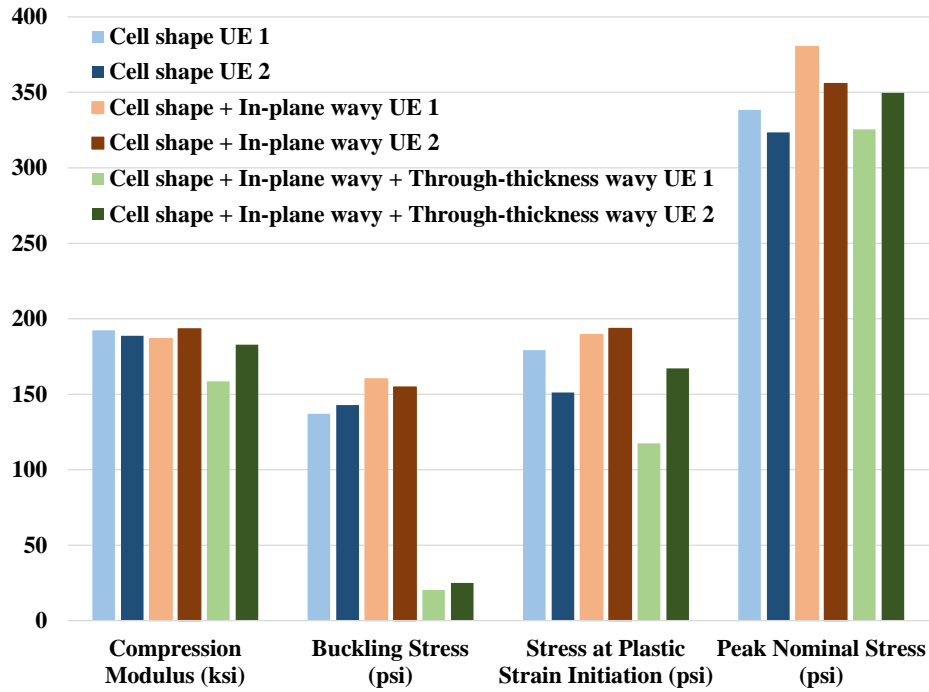 400
350
300
250
200
150
100
50
0
Cell shape UE 1
Cell shape UE 2
Cell shape + In-plane wavy UE 1
Cell shape + In-plane wavy UE 2
Cell shape + In-plane wavy + Through-thickness wavy UE 1
Cell shape + In-plane wavy + Through-thickness wavy UE 2
Compression
Modulus (ksi)
Buckling Stress
(psi)
Stress at Plastic
Strain Initiation (psi)
Peak Nominal Stress
(psi)